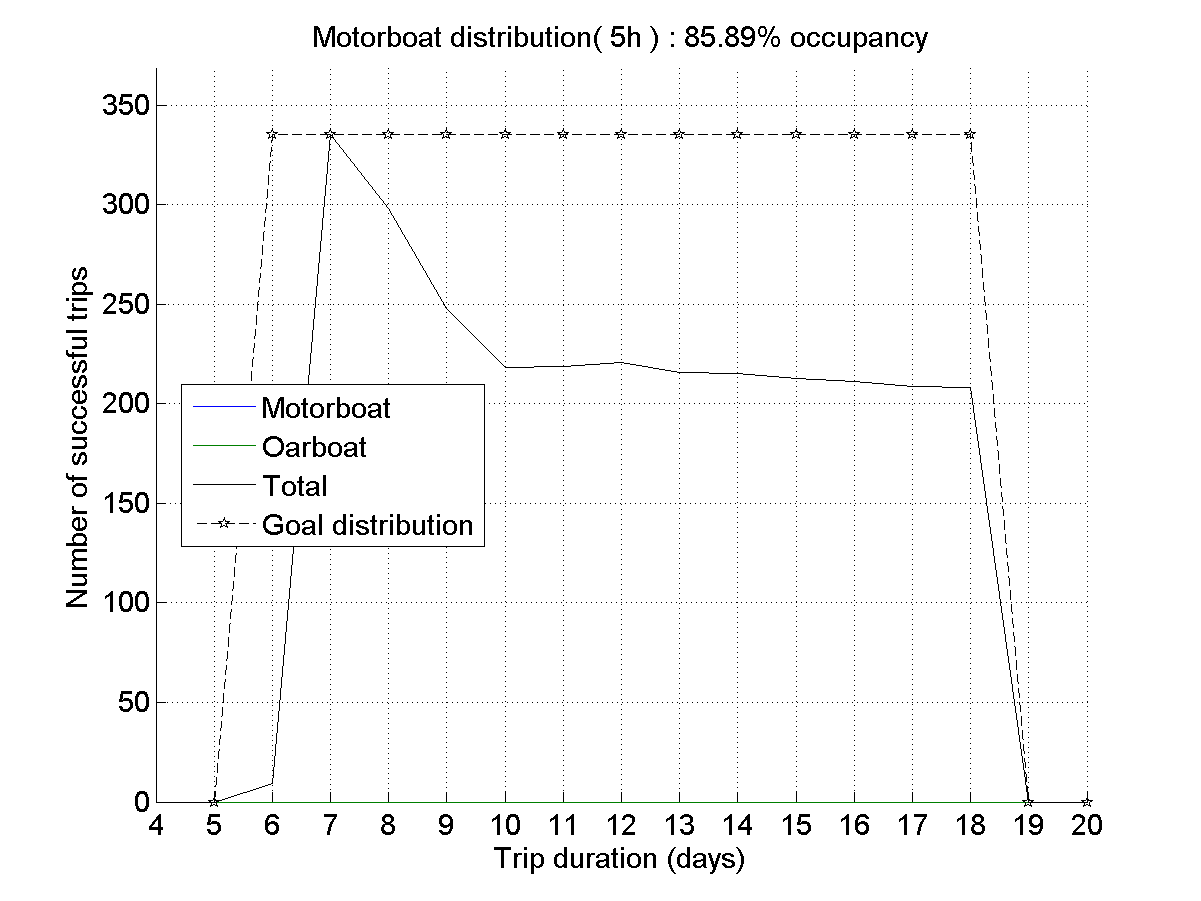 Motorboat distribution( 5h ) : 85.89% occupancy
Number of successful trips
350
300
250
200
150
100
50
0
Motorboat
Oarboat
Total
Goal distribution
4 5 6 7 8 9 10 11 12 13 14 15 16 17 18 19 20
Trip duration (days)